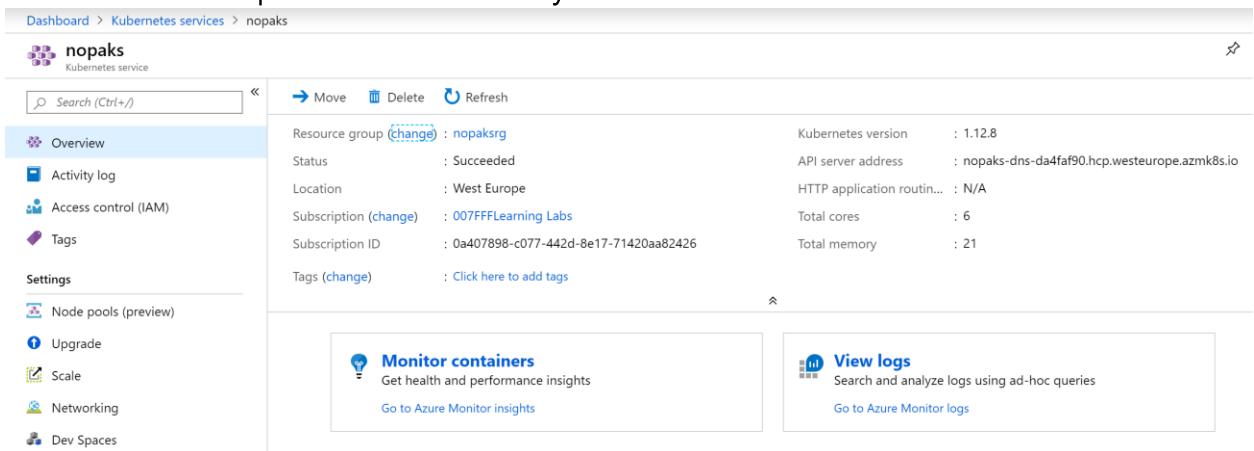 Dashboard > Kubernetes services > nopaks
nopaks
Kubernetes service
Search (Ctrl+/)
«
Overview
Activity log
Access control (IAM)
Tags
Settings
Node pools (preview)
Upgrade
Scale
Networking
Dev Spaces
Move Delete Refresh
Resource group (change) : nopaksrg
Status : Succeeded
Location : West Europe
Subscription (change) : 007FFFLearning Labs
Subscription ID : 0a407898-c077-442d-8e17-71420aa82426
Tags (change) : Click here to add tags
Kubernetes version : 1.12.8
API server address : nopaks-dns-da4faf90.hcp.westeurope.azmk8s.io
HTTP application routin... : N/A
Total cores : 6
Total memory : 21
Monitor containers
Get health and performance insights
Go to Azure Monitor insights
View logs
Search and analyze logs using ad-hoc queries
Go to Azure Monitor logs